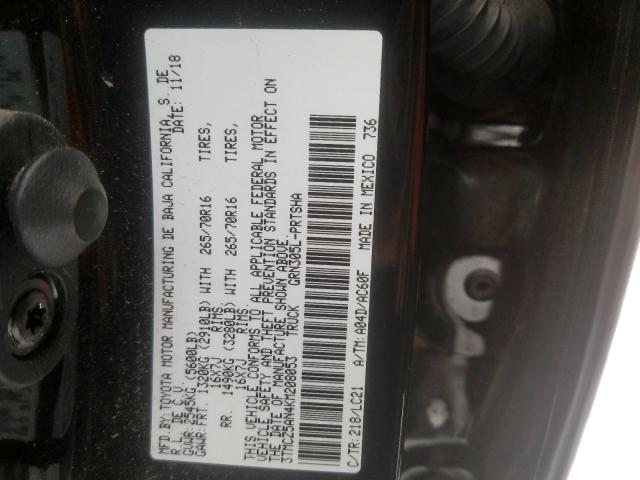 MFD.BY:TOYOTA MOTOR MANUFACTURING DE BAJA CALIFORNIA, S. DE
R.L. DE C.V. DATE: 11/18
GVWR:2545KG(5600LB)
GAWR:FRT. 1320KG (2910LB) WITH 265/70R16 TIRES,
16X7J RIMS
RR. 1490KG (3280LB) WITH 265/70R16 TIRES,
16X7J RIMS
THIS VEHICLE CONFORMS TO ALL APPLICABLE FEDERAL MOTOR
VEHICLE SAFETY AND THEFT PREVENTION STANDARDS IN EFFECT ON
THE DATE OF MANUFACTURE SHOWN ABOVE.
3TMCZ5AN4KM209053 TRUCK GRN305L-PRTSHA
C/TR:218/LC21 A/TM:A04D/AC60F MADE IN MEXICO 736